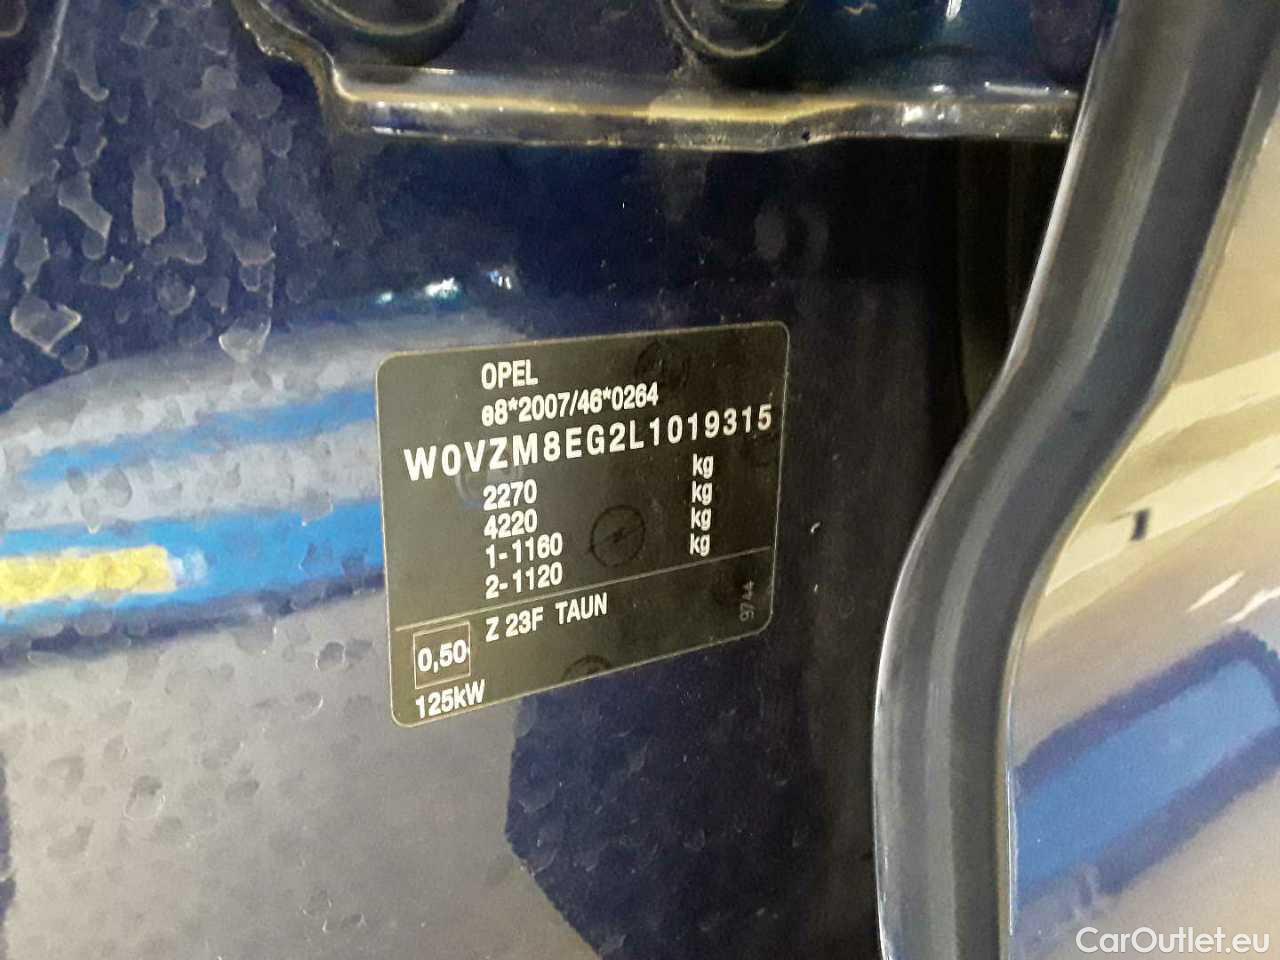 OPEL
e8*2007/46*0264
W0VZM8EG2L1019315
2270 kg
4220 kg
1-1160 kg
2-1120 kg
Z 23F TAUN
0,50
125kW
9744
CarOutlet.eu